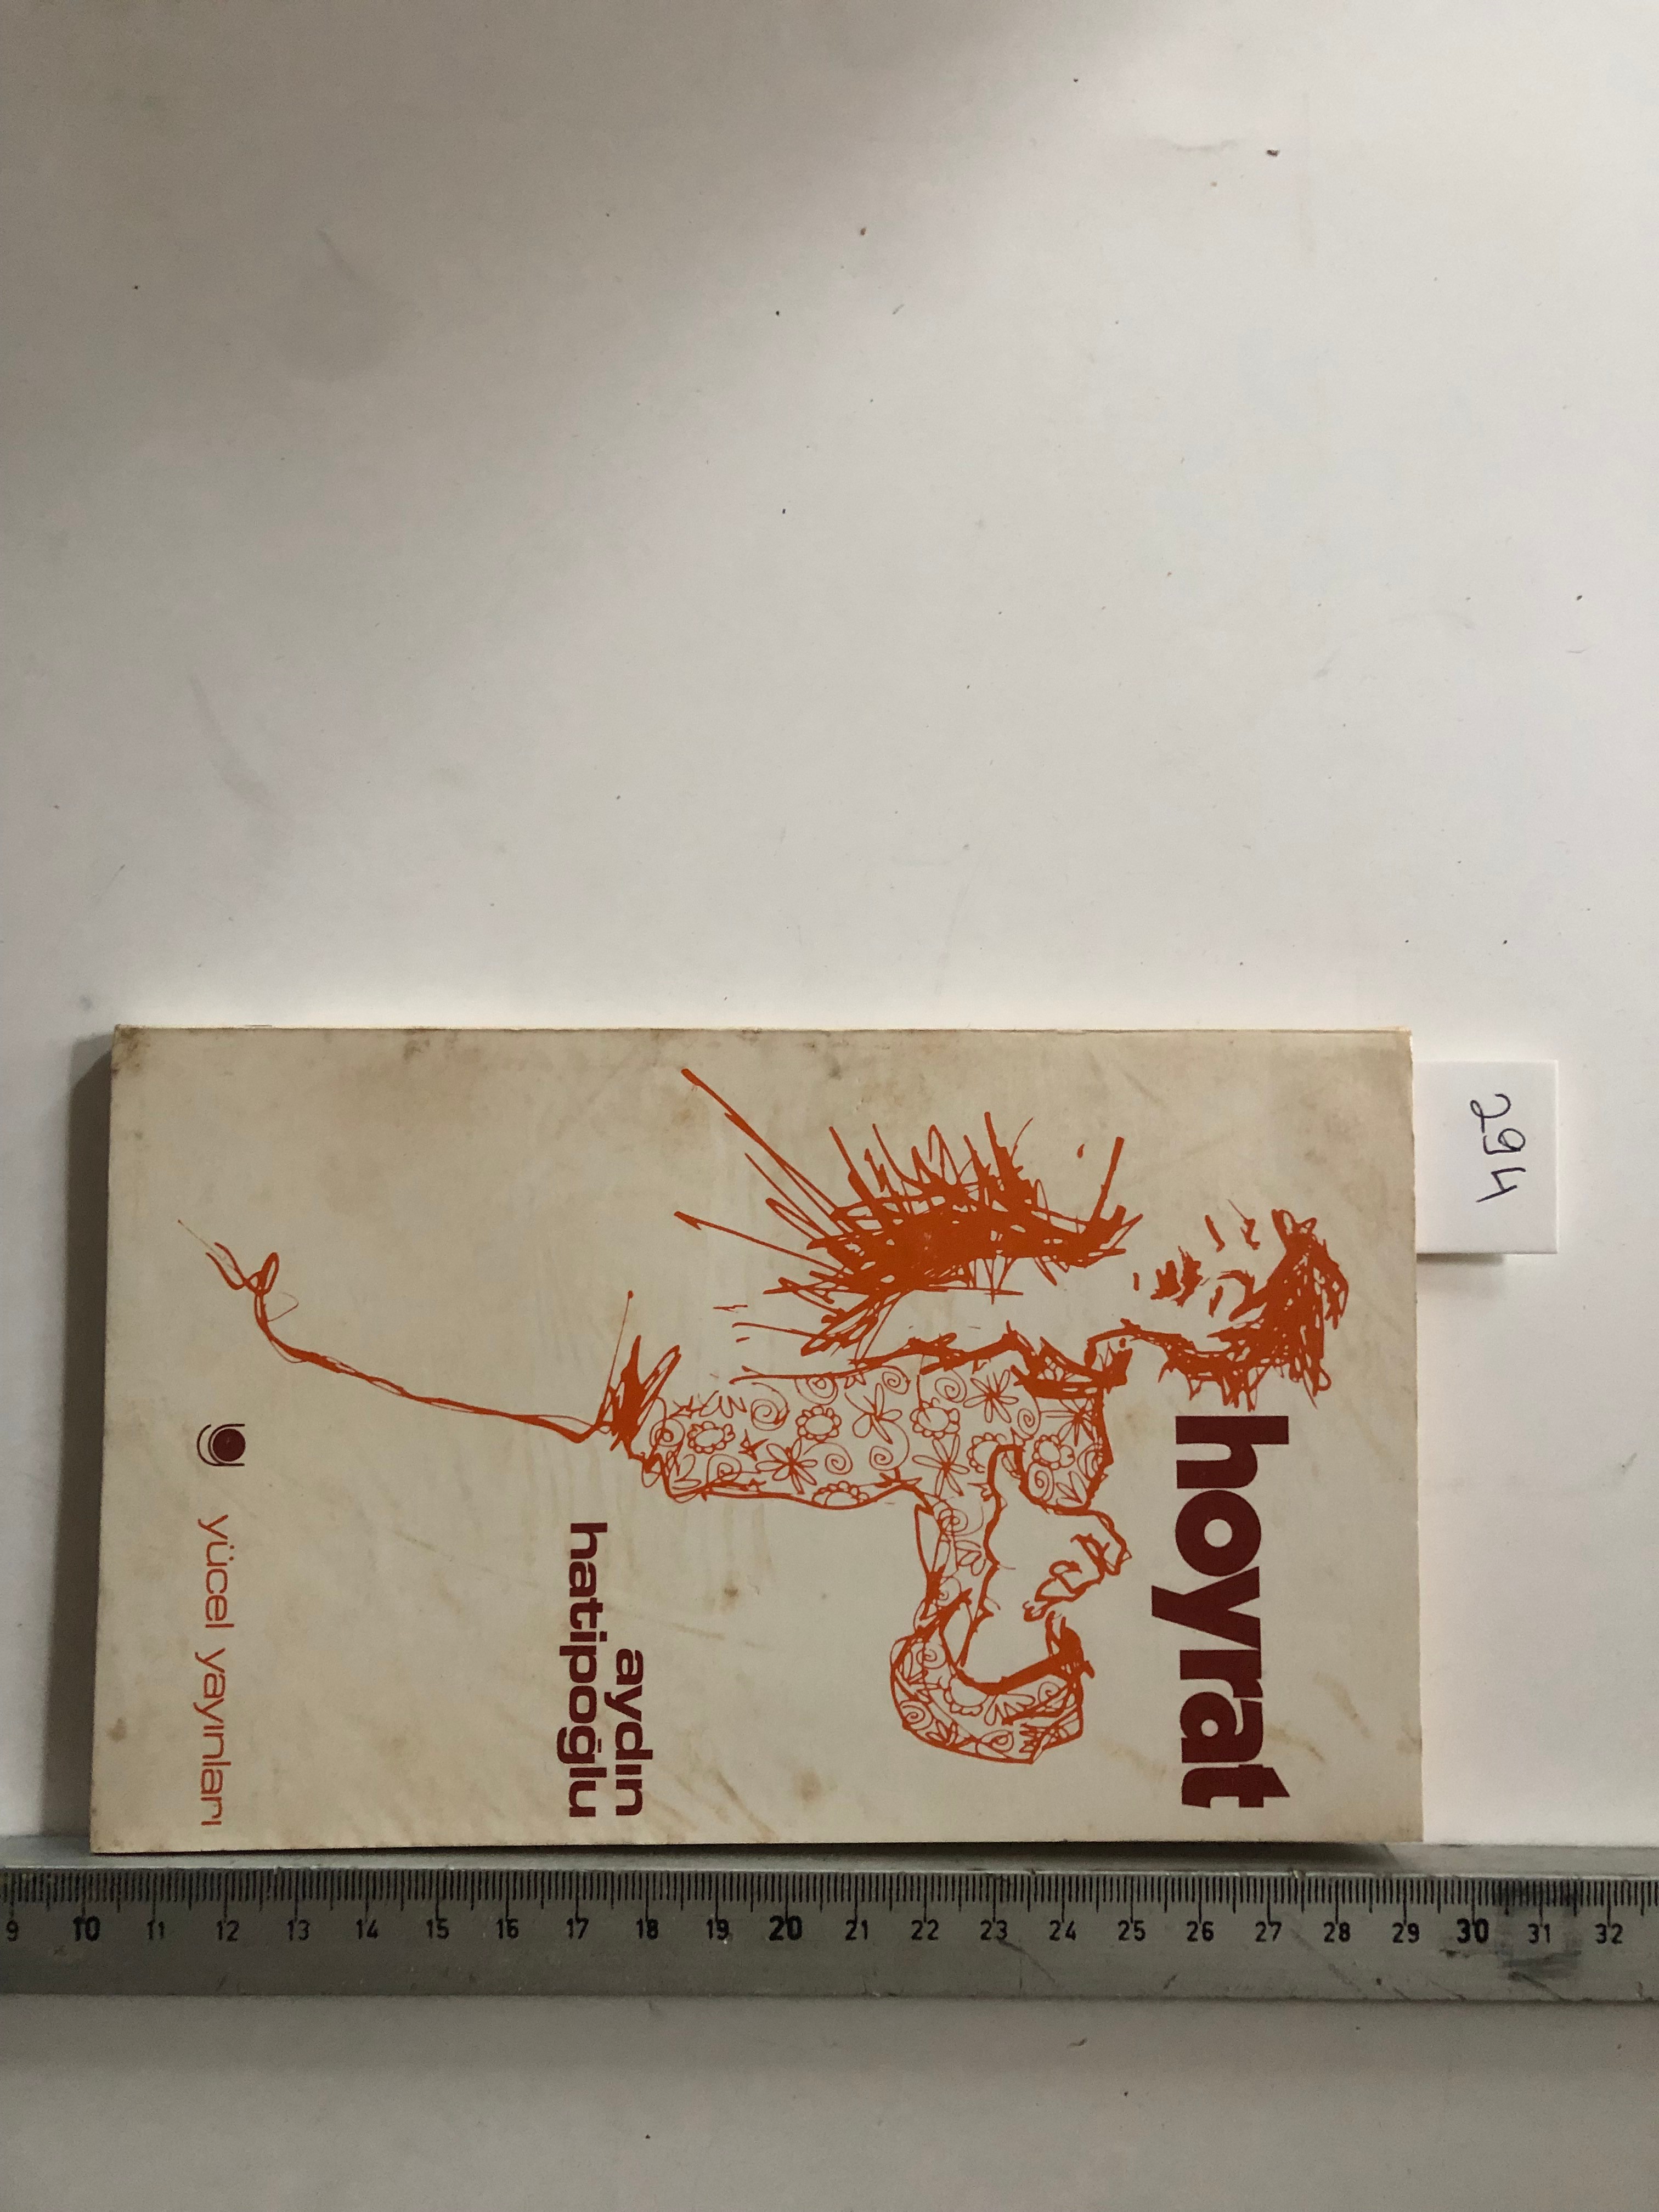 294
hoyrat
aydın
hatipoğlu
yücel yayınları
9 10 11 12 13 14 15 16 17 18 19 20 21 22 23 24 25 26 27 28 29 30 31 32